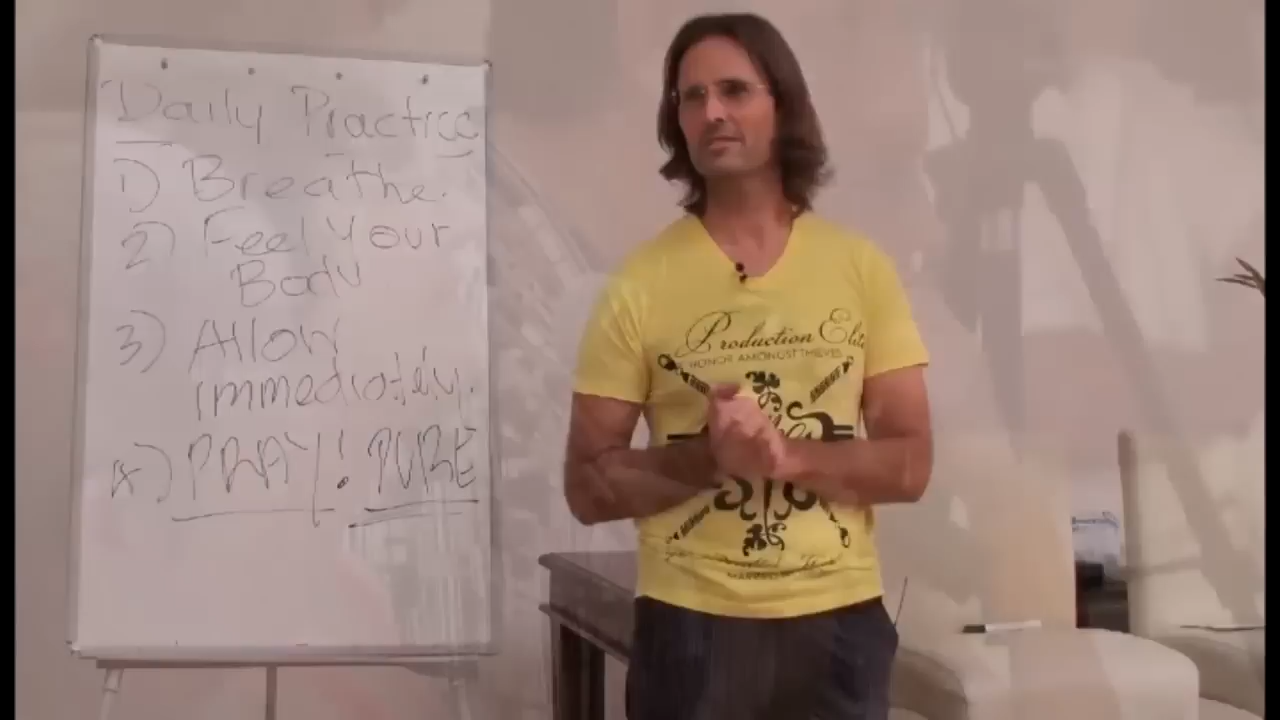 Daily Practice
1) Breathe.
2) Feel Your
Body
3) Allow
immediately.
4) PRAY! PURE
Production Elite
HONOR AMONGST THIEVES